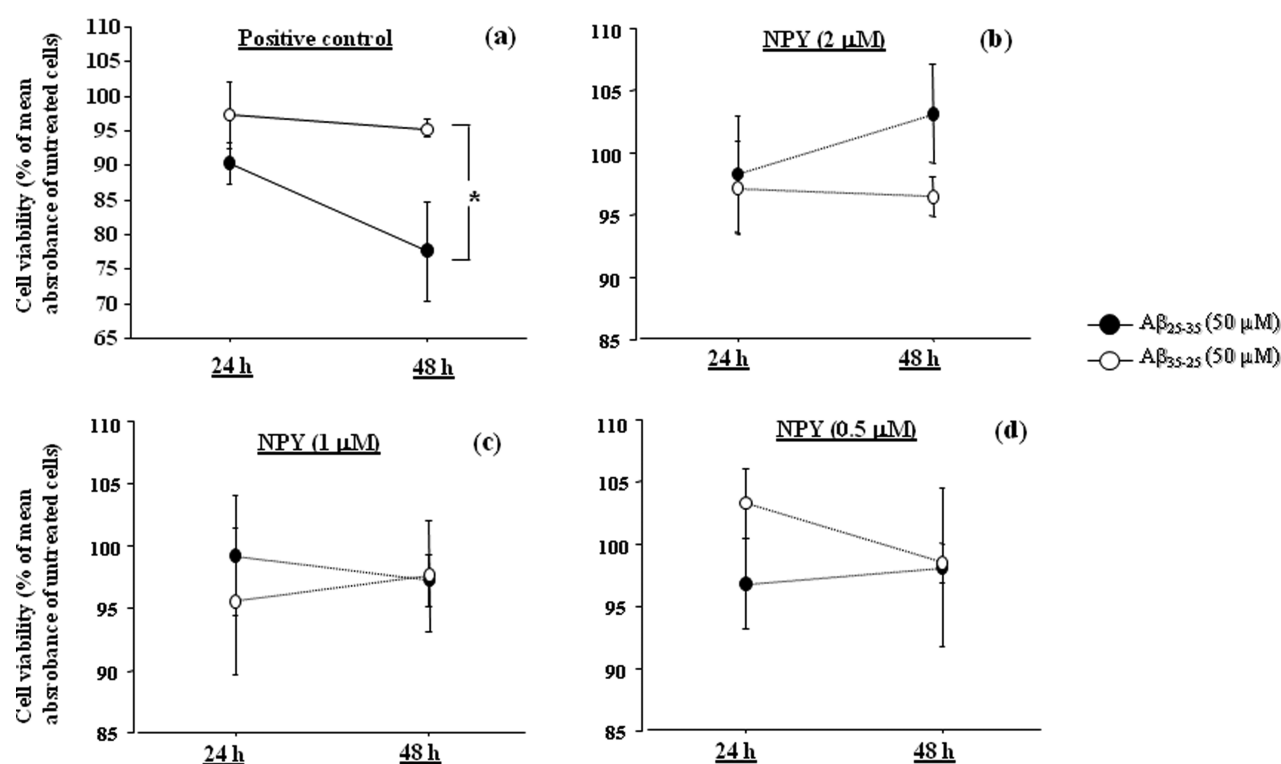 Positive control (a)
110
105
100
95
90
85
80
75
70
65
Cell viability (% of mean
absrobance of untreated cells)
*
24 h 48 h
NPY (2 μM) (b)
110
105
100
95
90
85
24 h 48 h
Aβ25-35 (50 μM)
Aβ35-25 (50 μM)
NPY (1 μM) (c)
110
105
100
95
90
85
Cell viability (% of mean
absrobance of untreated cells)
24 h 48 h
NPY (0.5 μM) (d)
110
105
100
95
90
85
24 h 48 h